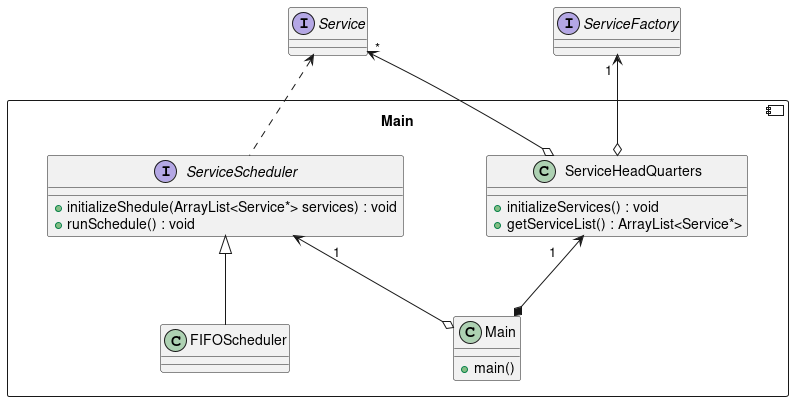 I Service
I ServiceFactory
*
1
Main
I ServiceScheduler
initializeShedule(ArrayList<Service*> services) : void
runSchedule() : void
C ServiceHeadQuarters
initializeServices() : void
getServiceList() : ArrayList<Service*>
1
1
C FIFOScheduler
C Main
main()